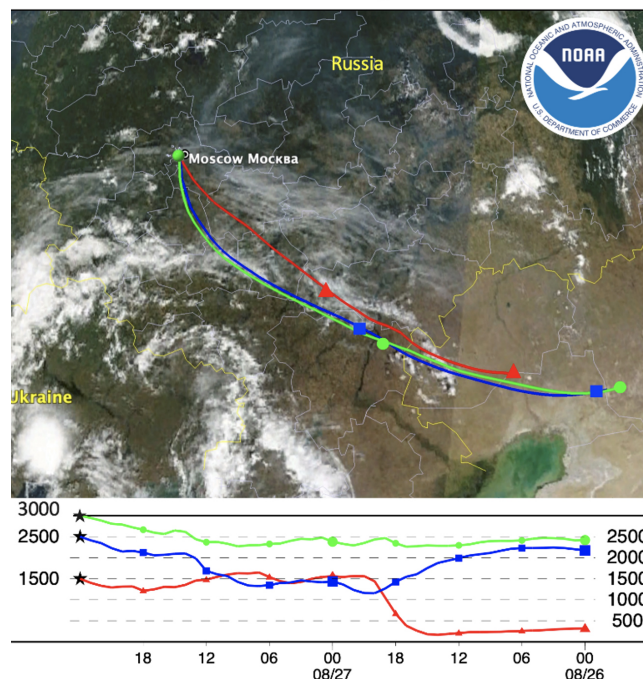 NATIONAL OCEANIC AND ATMOSPHERIC ADMINISTRATION
NOAA
U.S. DEPARTMENT OF COMMERCE
Russia
Moscow Москва
Ukraine
3000
2500 2500
2000
1500 1500
1000
500
18 12 06 00 18 12 06 00
08/27 08/26